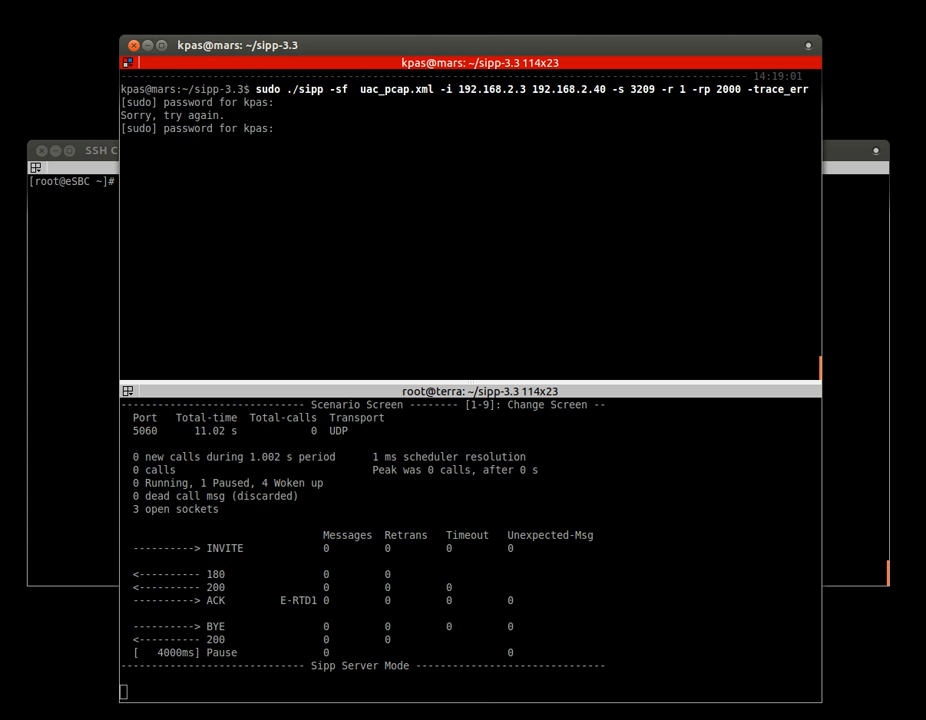 kpas@mars: ~/sipp-3.3
kpas@mars: ~/sipp-3.3 114x23
------------------------------------------------------------------------------------------------------ 14:19:01
kpas@mars:~/sipp-3.3$ sudo ./sipp -sf  uac_pcap.xml -i 192.168.2.3 192.168.2.40 -s 3209 -r 1 -rp 2000 -trace_err
[sudo] password for kpas:
Sorry, try again.
[sudo] password for kpas:
SSH C
[root@eSBC ~]#
root@terra: ~/sipp-3.3 114x23
------------------------------ Scenario Screen -------- [1-9]: Change Screen --
  Port   Total-time  Total-calls  Transport
  5060      11.02 s            0  UDP
  0 new calls during 1.002 s period      1 ms scheduler resolution
  0 calls                                Peak was 0 calls, after 0 s
  0 Running, 1 Paused, 4 Woken up
  0 dead call msg (discarded)
  3 open sockets
                                 Messages  Retrans   Timeout   Unexpected-Msg
  ----------> INVITE             0         0         0         0
  <---------- 180                0         0
  <---------- 200                0         0         0
  ----------> ACK         E-RTD1 0         0         0         0
  ----------> BYE                0         0         0         0
  <---------- 200                0         0
  [   4000ms] Pause              0                             0
------------------------------ Sipp Server Mode -------------------------------